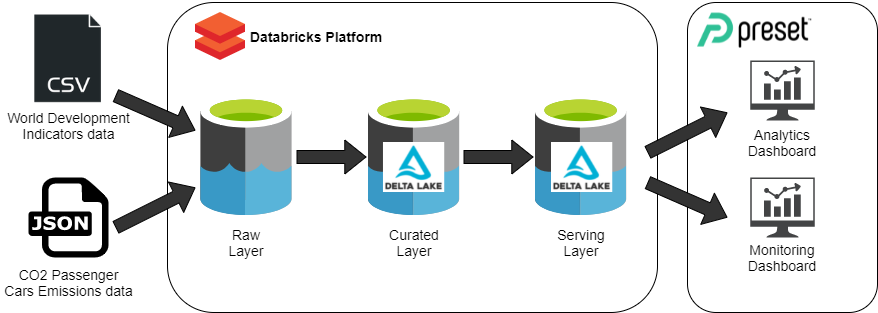 Databricks Platform
preset
CSV
World Development
Indicators data
JSON
CO2 Passenger
Cars Emissions data
Raw
Layer
DELTA LAKE
Curated
Layer
DELTA LAKE
Serving
Layer
Analytics
Dashboard
Monitoring
Dashboard